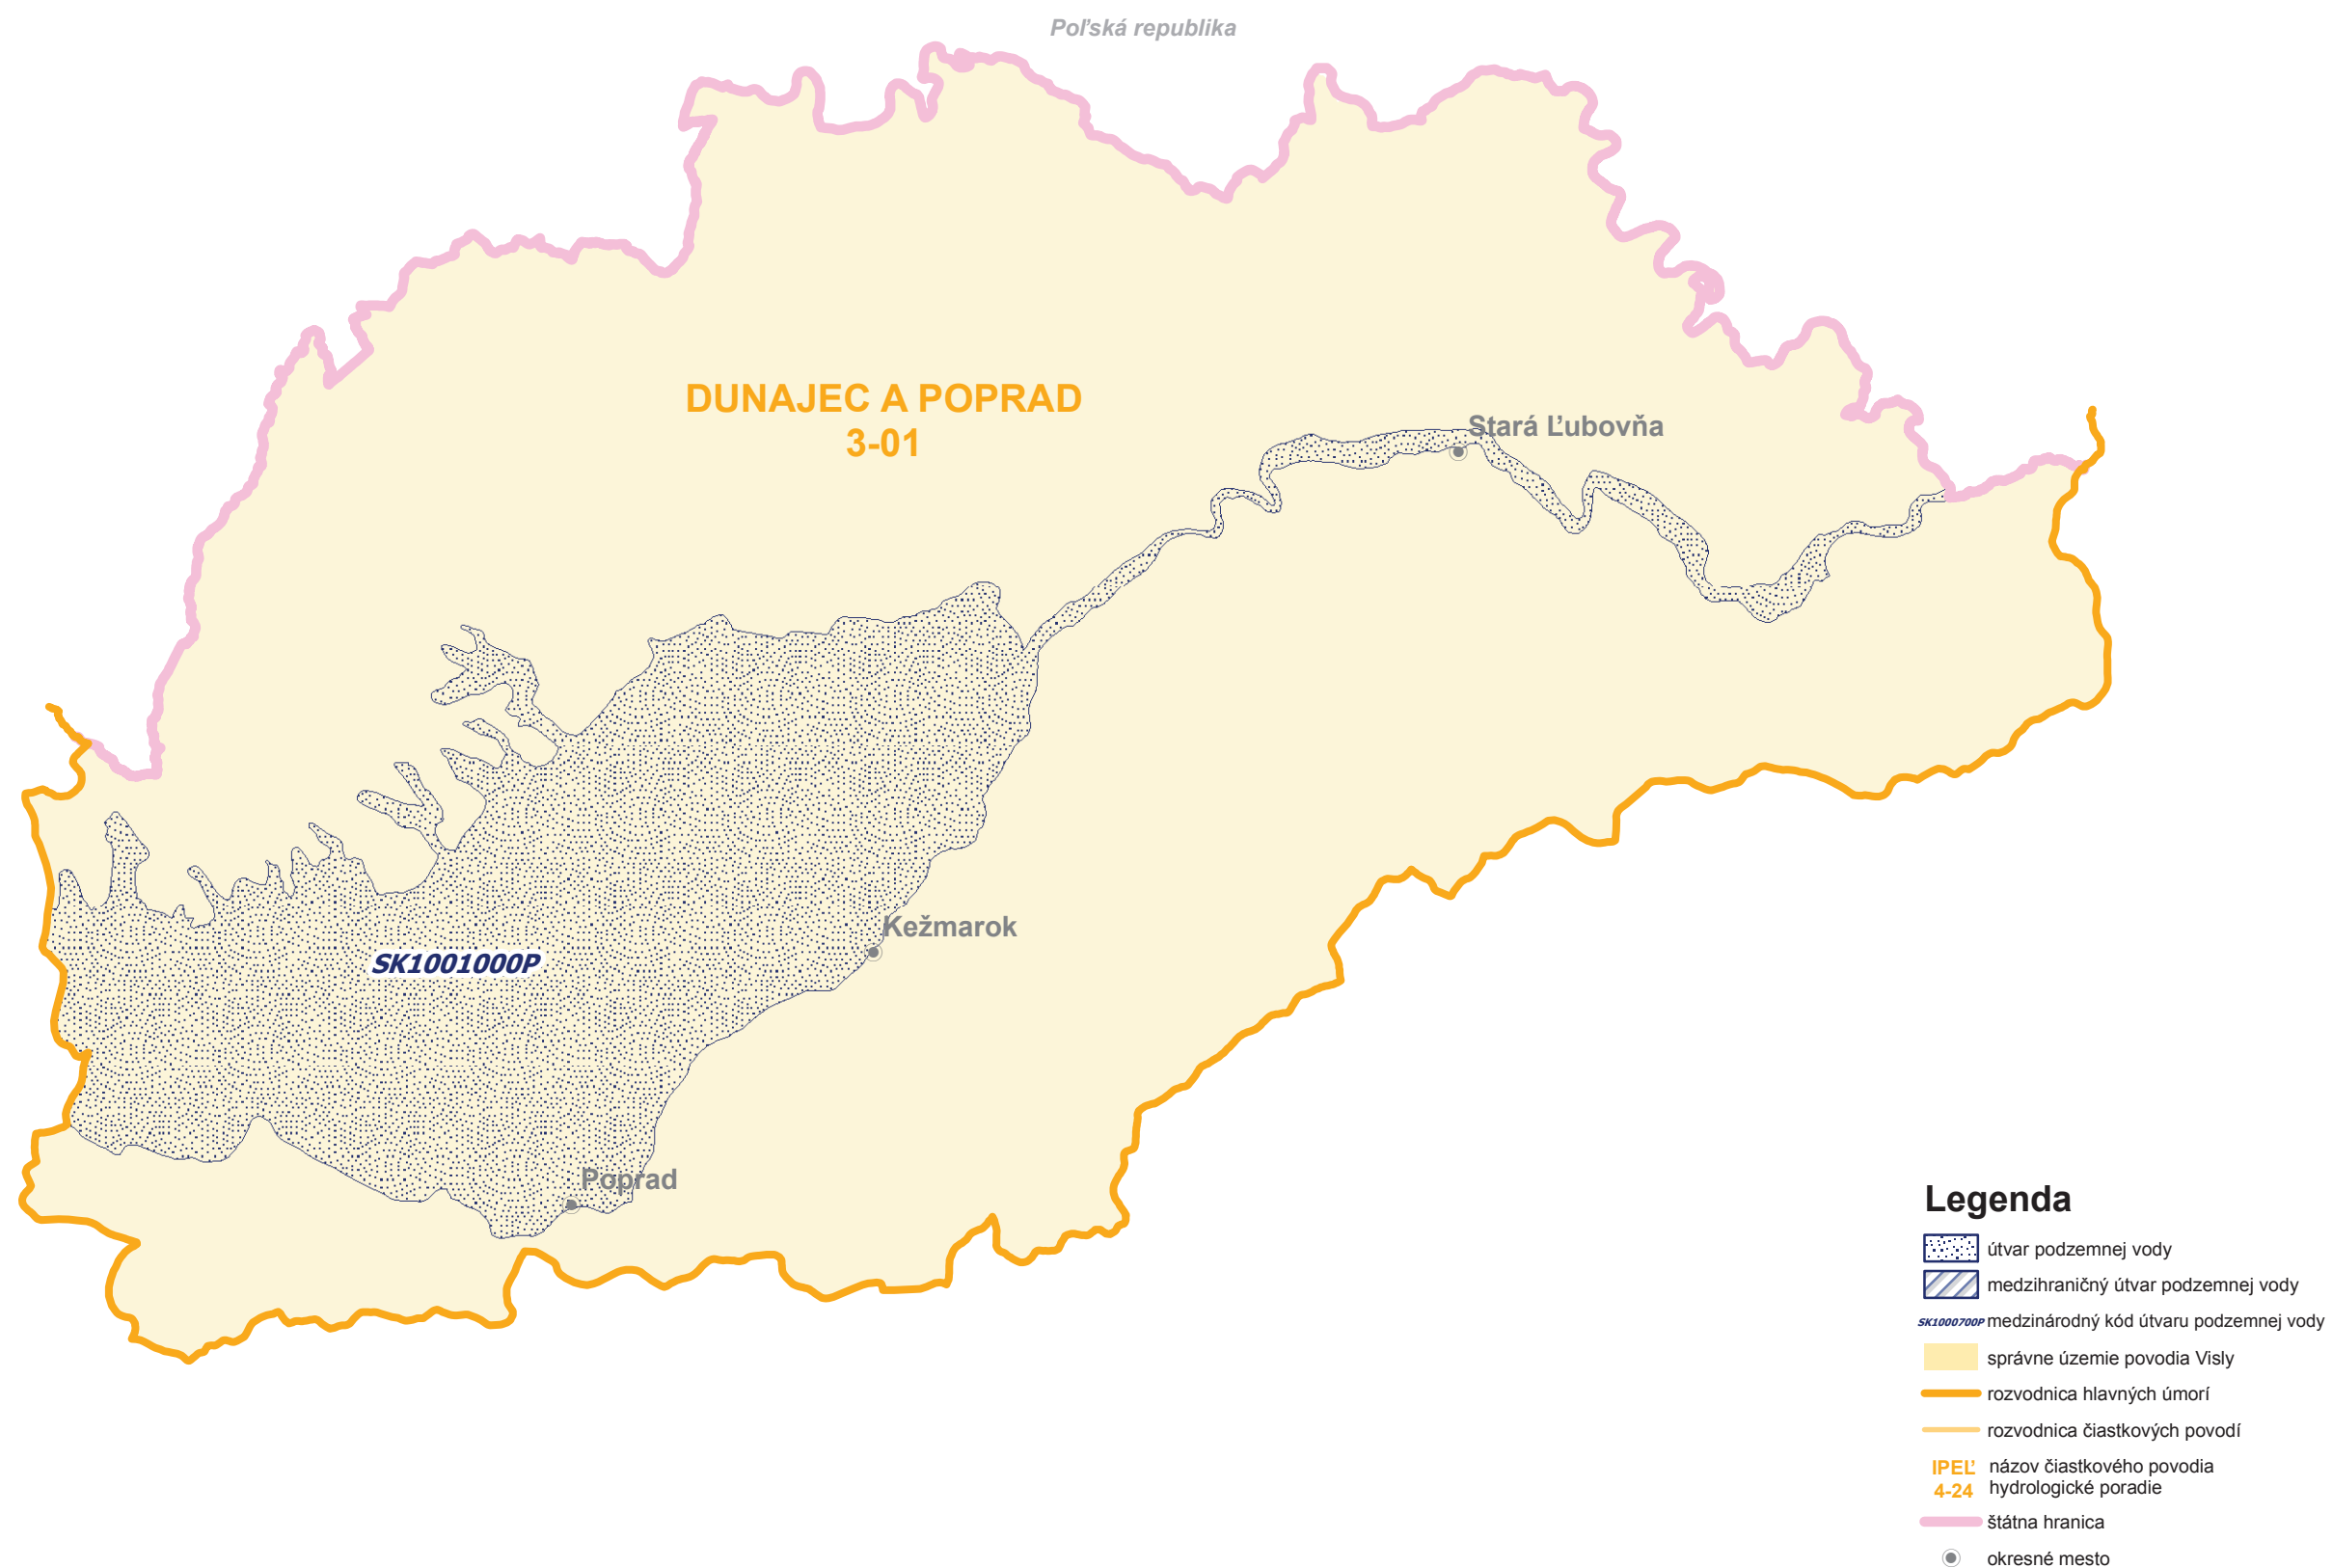 Poľská republika
DUNAJEC A POPRAD
3-01
Stará Ľubovňa
Kežmarok
SK1001000P
Poprad
Legenda
útvar podzemnej vody
medzihraničný útvar podzemnej vody
SK1000700P medzinárodný kód útvaru podzemnej vody
správne územie povodia Visly
rozvodnica hlavných úmorí
rozvodnica čiastkových povodí
IPEĽ názov čiastkového povodia
4-24 hydrologické poradie
štátna hranica
okresné mesto